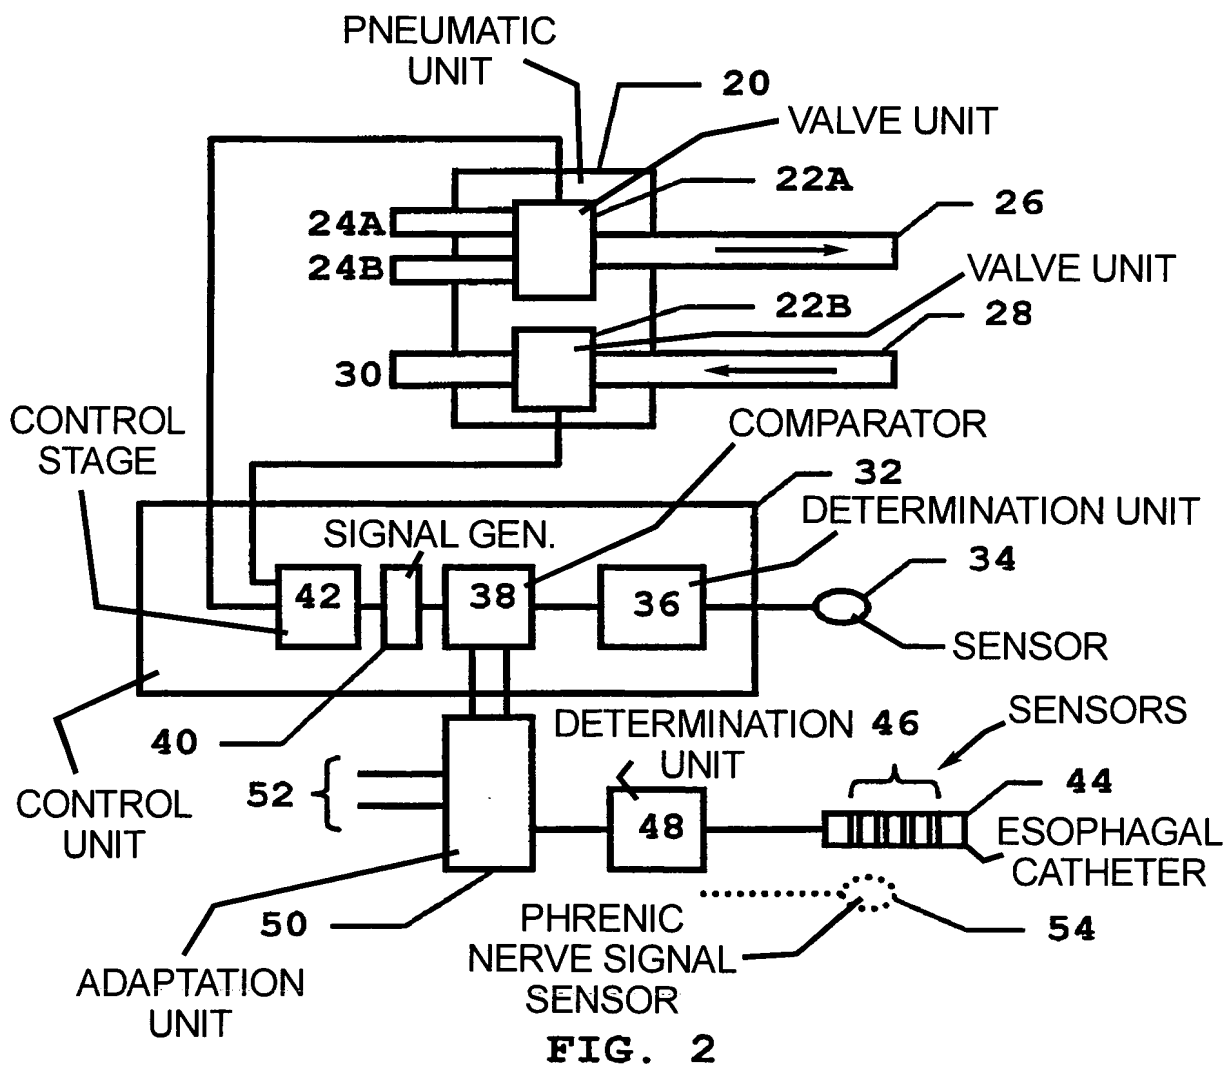 PNEUMATIC
UNIT
20
VALVE UNIT
22A
24A
26
24B
VALVE UNIT
22B
28
30
CONTROL
STAGE
COMPARATOR
32
DETERMINATION UNIT
SIGNAL GEN.
34
42
38
36
SENSOR
40
DETERMINATION
UNIT
46
SENSORS
52
CONTROL
UNIT
48
44
ESOPHAGAL
CATHETER
50
PHRENIC
NERVE SIGNAL
SENSOR
54
ADAPTATION
UNIT
FIG. 2